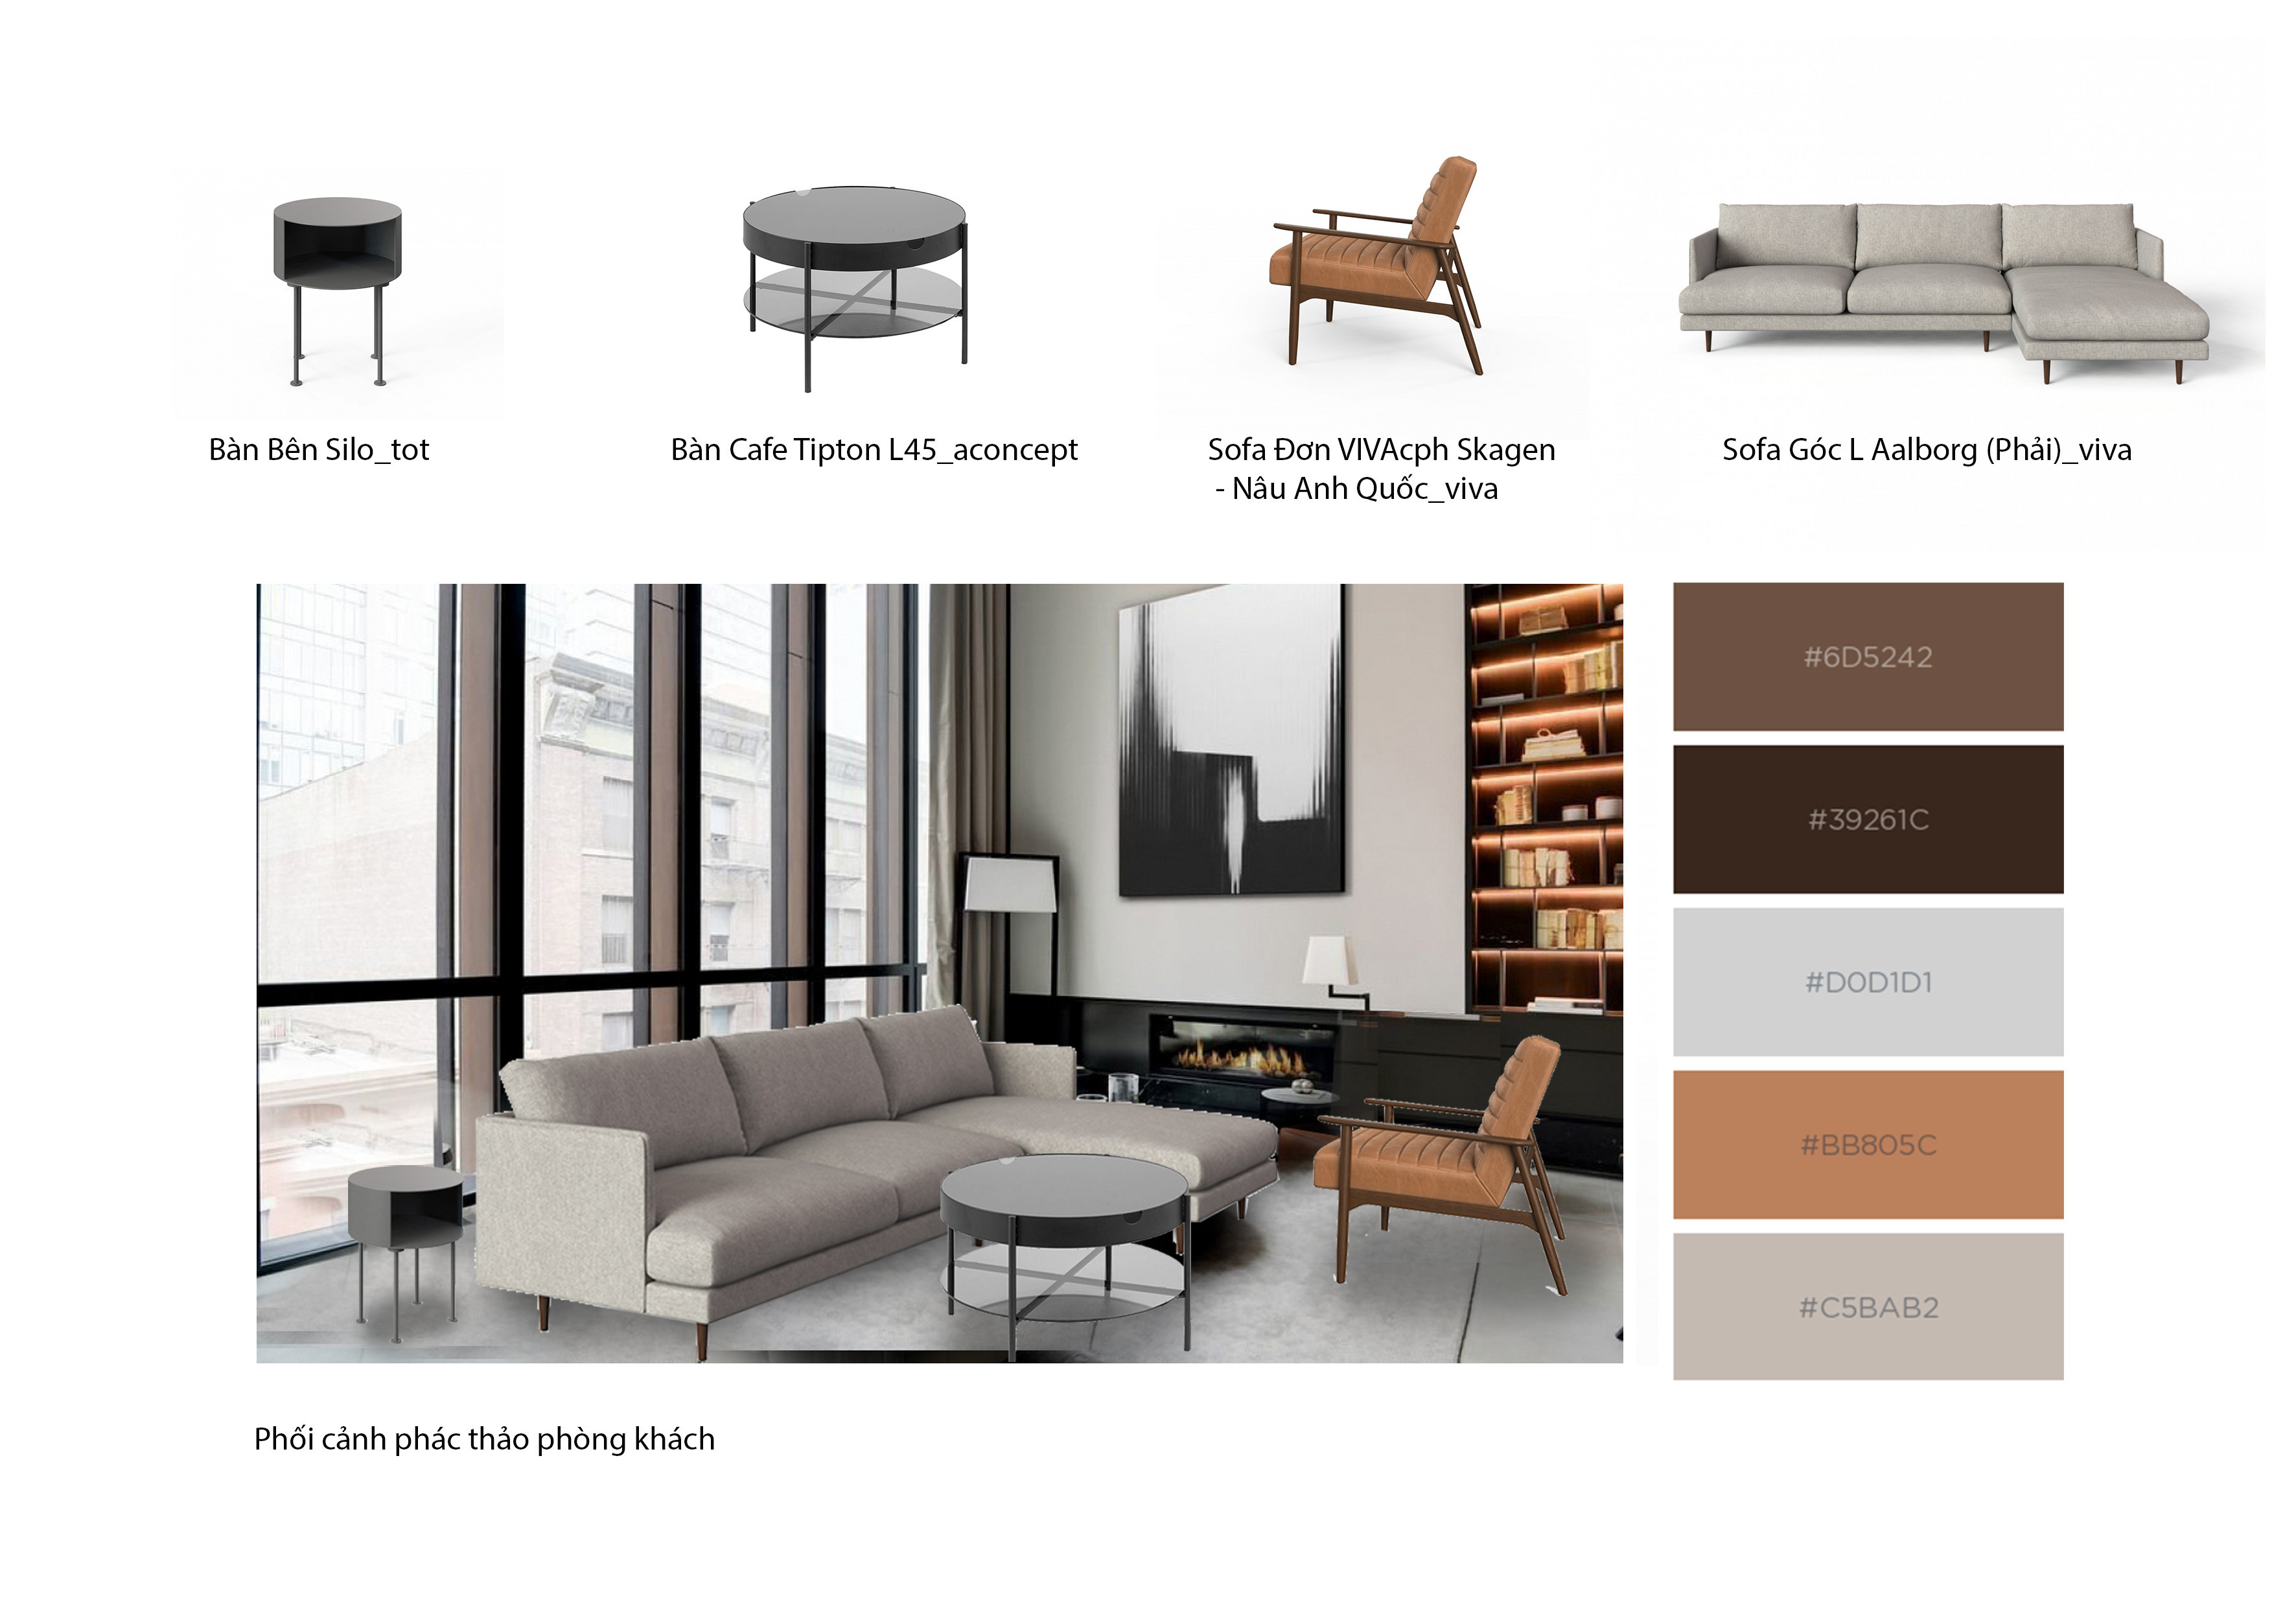 Bàn Bên Silo_tot
Bàn Cafe Tipton L45_aconcept
Sofa Đơn VIVAcph Skagen
- Nâu Anh Quốc_viva
Sofa Góc L Aalborg (Phải)_viva
#6D5242
#39261C
#D0D1D1
#BB805C
#C5BAB2
Phối cảnh phác thảo phòng khách